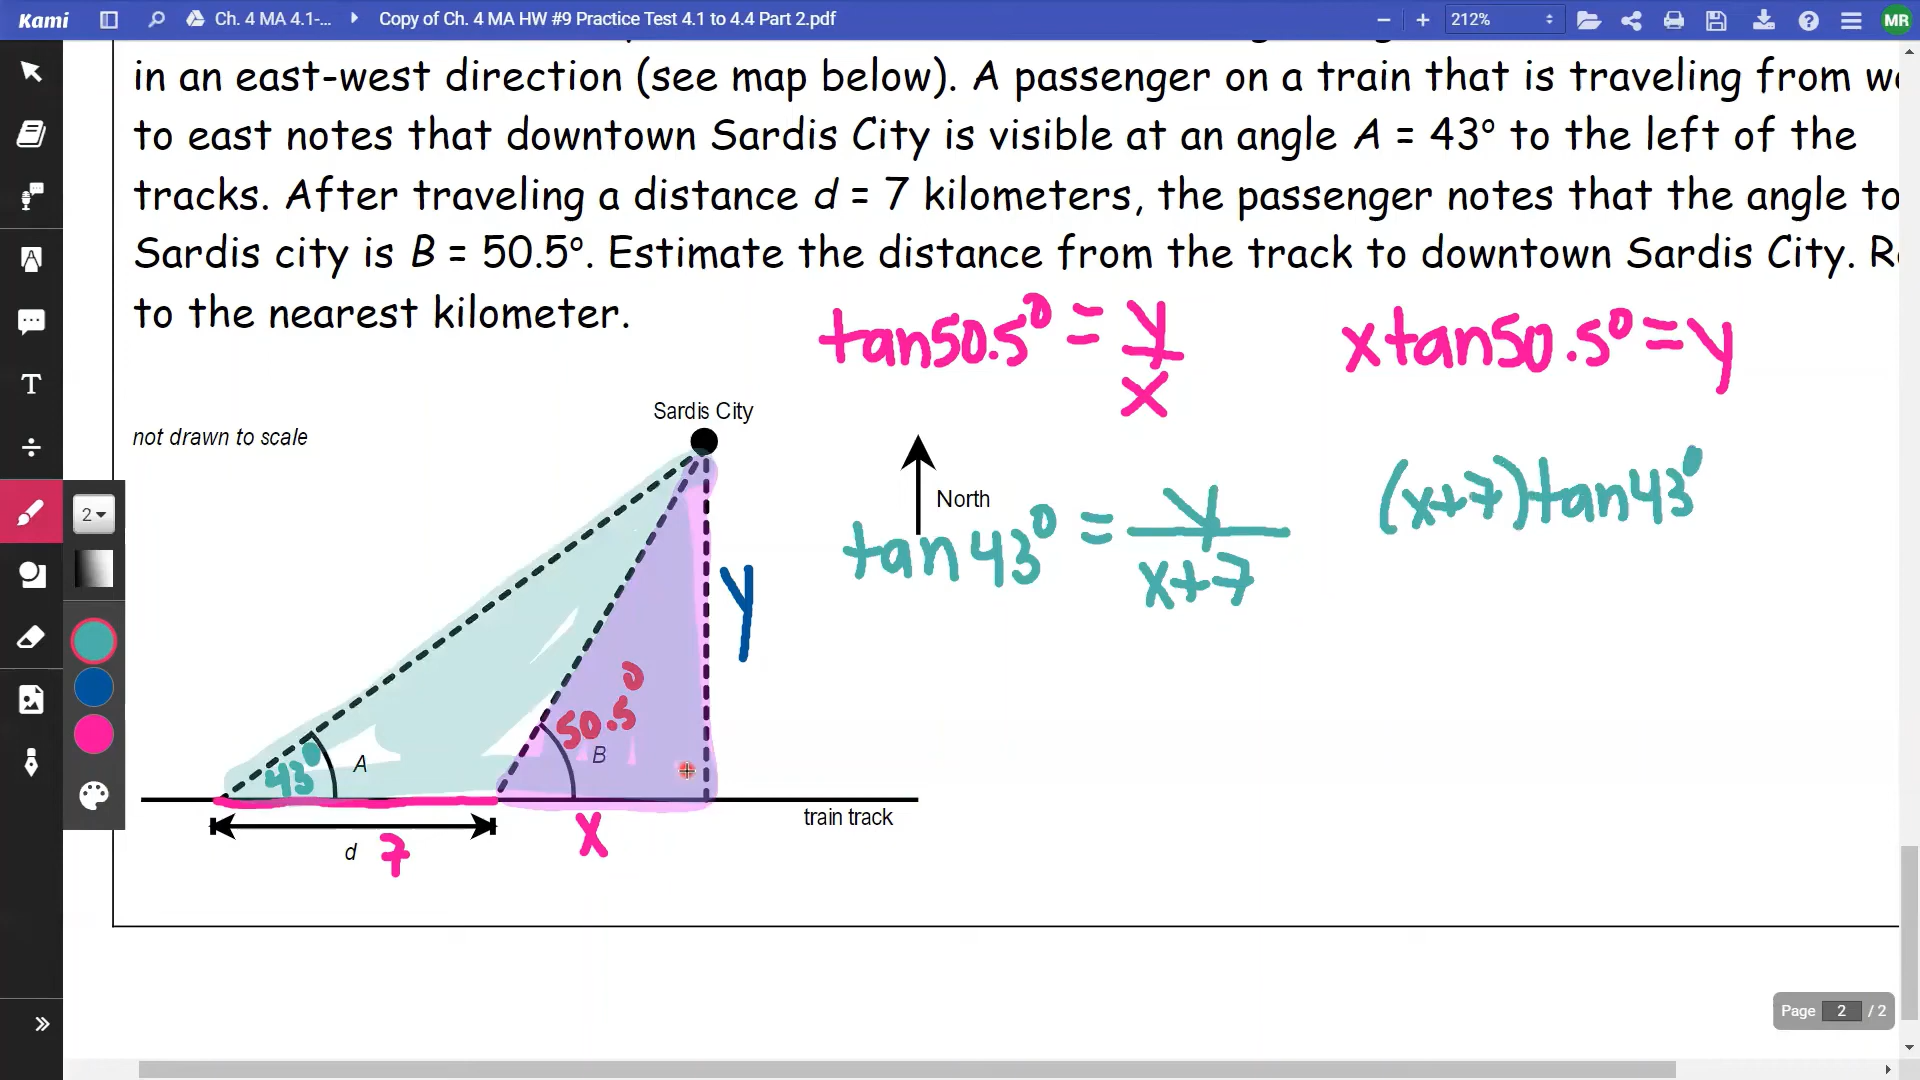 Kami Ch. 4 MA 4.1-... Copy of Ch. 4 MA HW #9 Practice Test 4.1 to 4.4 Part 2.pdf 212% MR
in an east-west direction (see map below). A passenger on a train that is traveling from we
to east notes that downtown Sardis City is visible at an angle A = 43° to the left of the
tracks. After traveling a distance d = 7 kilometers, the passenger notes that the angle to
Sardis city is B = 50.5°. Estimate the distance from the track to downtown Sardis City. Ro
to the nearest kilometer.
tan50.5° = y/x
xtan50.5° = y
Sardis City
not drawn to scale
North
tan 43° = y/x+7
(x+7)tan43°
2
y
50.5°
B
43°
A
train track
d 7
x
Page 2 / 2